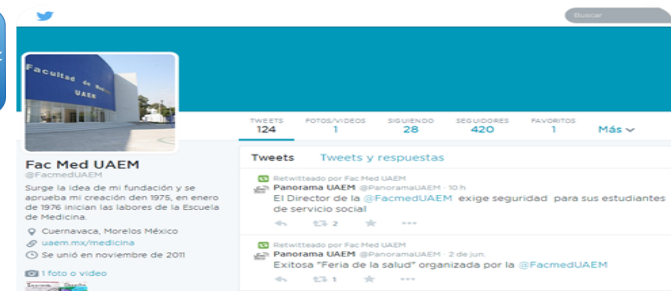 Buscar
Facultad de
UAEM
TWEETS FOTOS/VIDEOS SIGUIENDO SEGUIDORES FAVORITOS
124 1 28 420 1 Más
Fac Med UAEM
@FacmedUAEM
Surge la idea de mi fundación y se
aprueba mi creación den 1975, en enero
de 1976 inician las labores de la Escuela
de Medicina.
Cuernavaca, Morelos México
uaem.mx/medicina
Se unió en noviembre de 2011
1 foto o video
Tweets Tweets y respuestas
Retwitteado por Fac Med UAEM
Panorama UAEM @PanoramaUAEM · 10 h
El Director de la @FacmedUAEM exige seguridad para sus estudiantes
de servicio social
2
Retwitteado por Fac Med UAEM
Panorama UAEM @PanoramaUAEM · 2 de jun.
Exitosa "Feria de la salud" organizada por la @FacmedUAEM
1